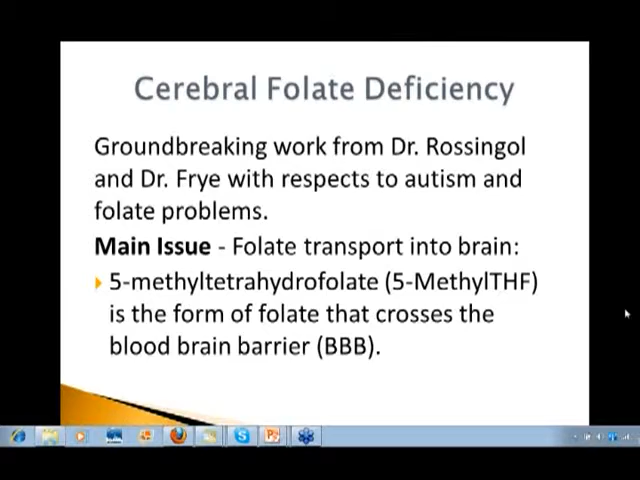 Cerebral Folate Deficiency
Groundbreaking work from Dr. Rossingol
and Dr. Frye with respects to autism and
folate problems.
Main Issue - Folate transport into brain:
5-methyltetrahydrofolate (5-MethylTHF)
is the form of folate that crosses the
blood brain barrier (BBB).